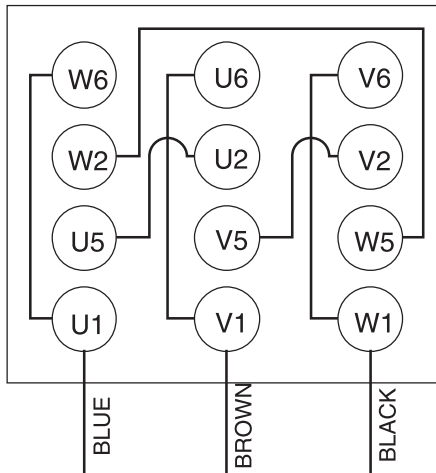 W6 U6 V6
W2 U2 V2
U5 V5 W5
U1 V1 W1
BLUE BROWN BLACK